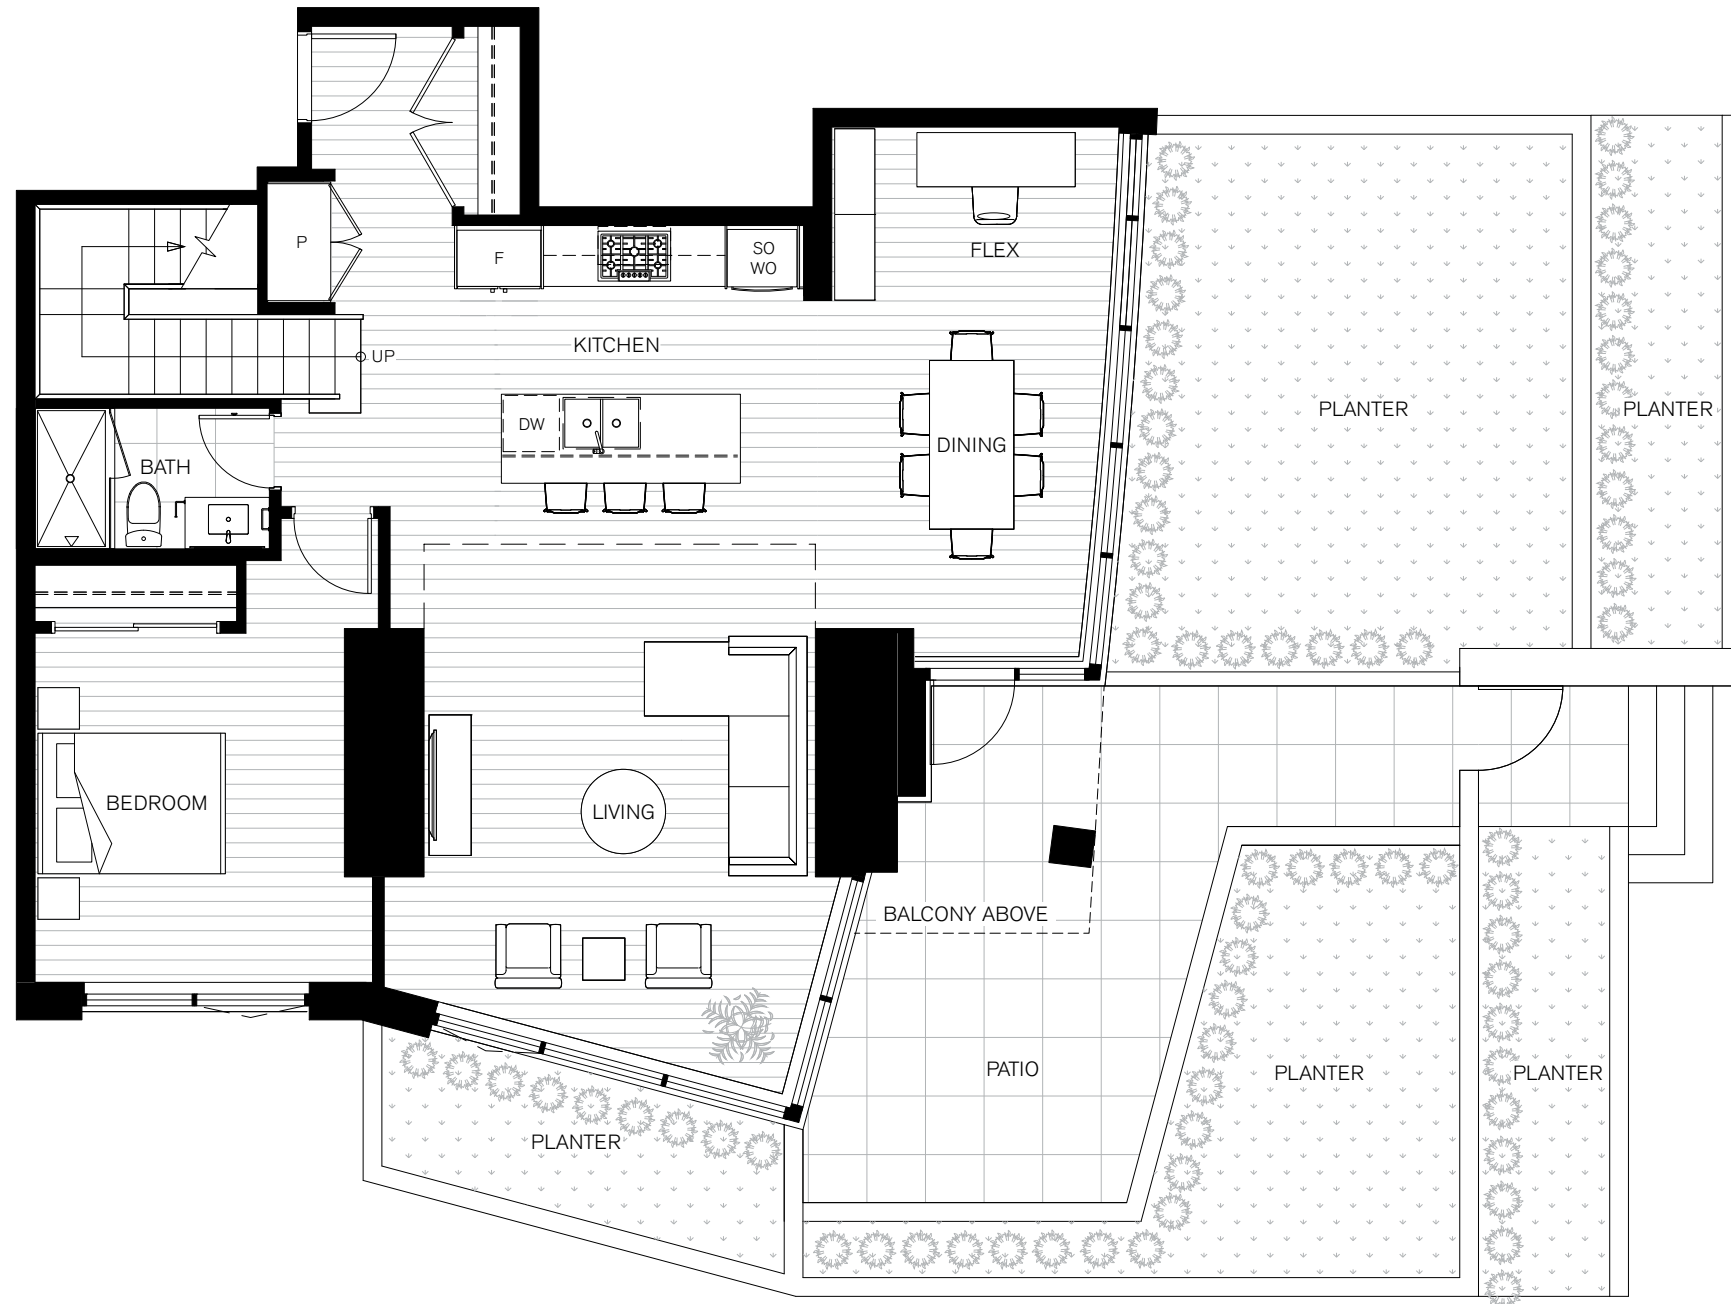 P
F
SO
WO
FLEX
UP
KITCHEN
PLANTER
PLANTER
DW
DINING
BATH
BEDROOM
LIVING
BALCONY ABOVE
PATIO
PLANTER
PLANTER
PLANTER